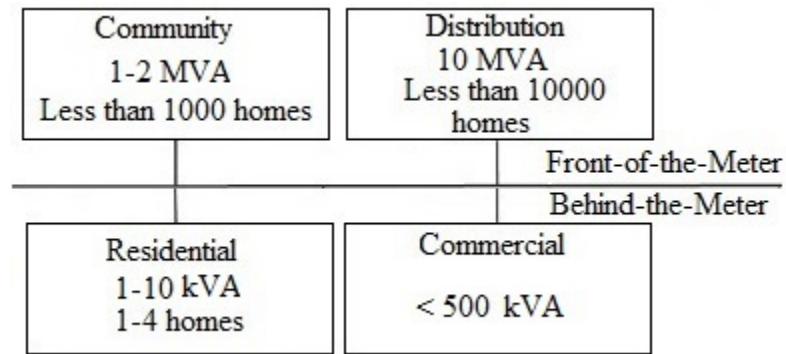 Community
1-2 MVA
Less than 1000 homes
Distribution
10 MVA
Less than 10000
homes
Front-of-the-Meter
Behind-the-Meter
Residential
1-10 kVA
1-4 homes
Commercial
< 500 kVA